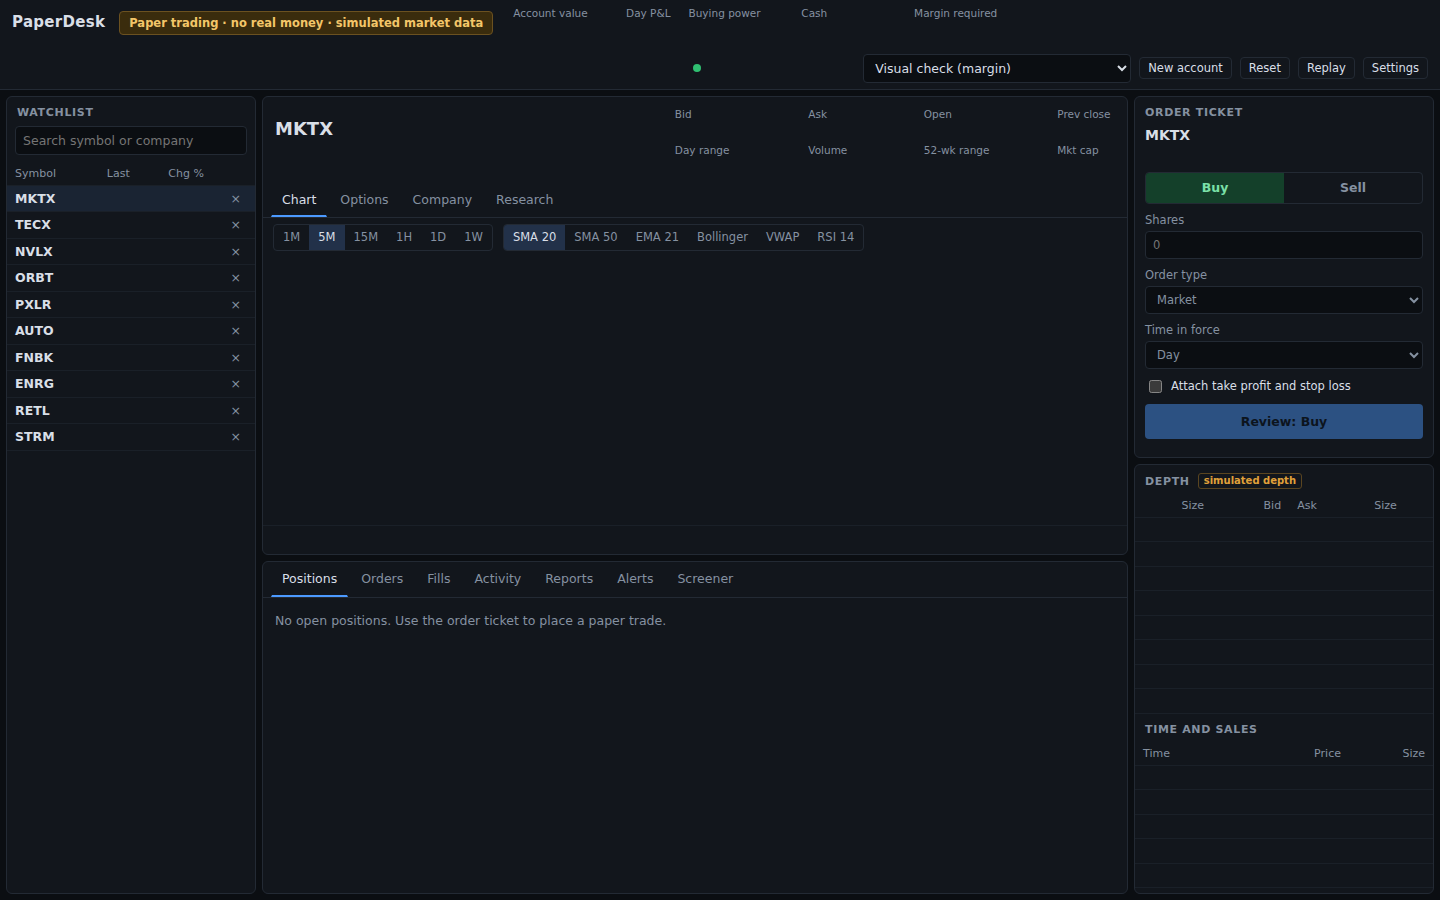 PaperDesk
Paper trading · no real money · simulated market data
Account value
Day P&L
Buying power
Cash
Margin required
Visual check (margin)
New account
Reset
Replay
Settings
WATCHLIST
Search symbol or company
Symbol Last Chg %
MKTX ×
TECX ×
NVLX ×
ORBT ×
PXLR ×
AUTO ×
FNBK ×
ENRG ×
RETL ×
STRM ×
MKTX
Bid Ask Open Prev close
Day range Volume 52-wk range Mkt cap
Chart Options Company Research
1M 5M 15M 1H 1D 1W SMA 20 SMA 50 EMA 21 Bollinger VWAP RSI 14
Positions Orders Fills Activity Reports Alerts Screener
No open positions. Use the order ticket to place a paper trade.
ORDER TICKET
MKTX
Buy Sell
Shares
0
Order type
Market
Time in force
Day
Attach take profit and stop loss
Review: Buy
DEPTH simulated depth
Size Bid Ask Size
TIME AND SALES
Time Price Size